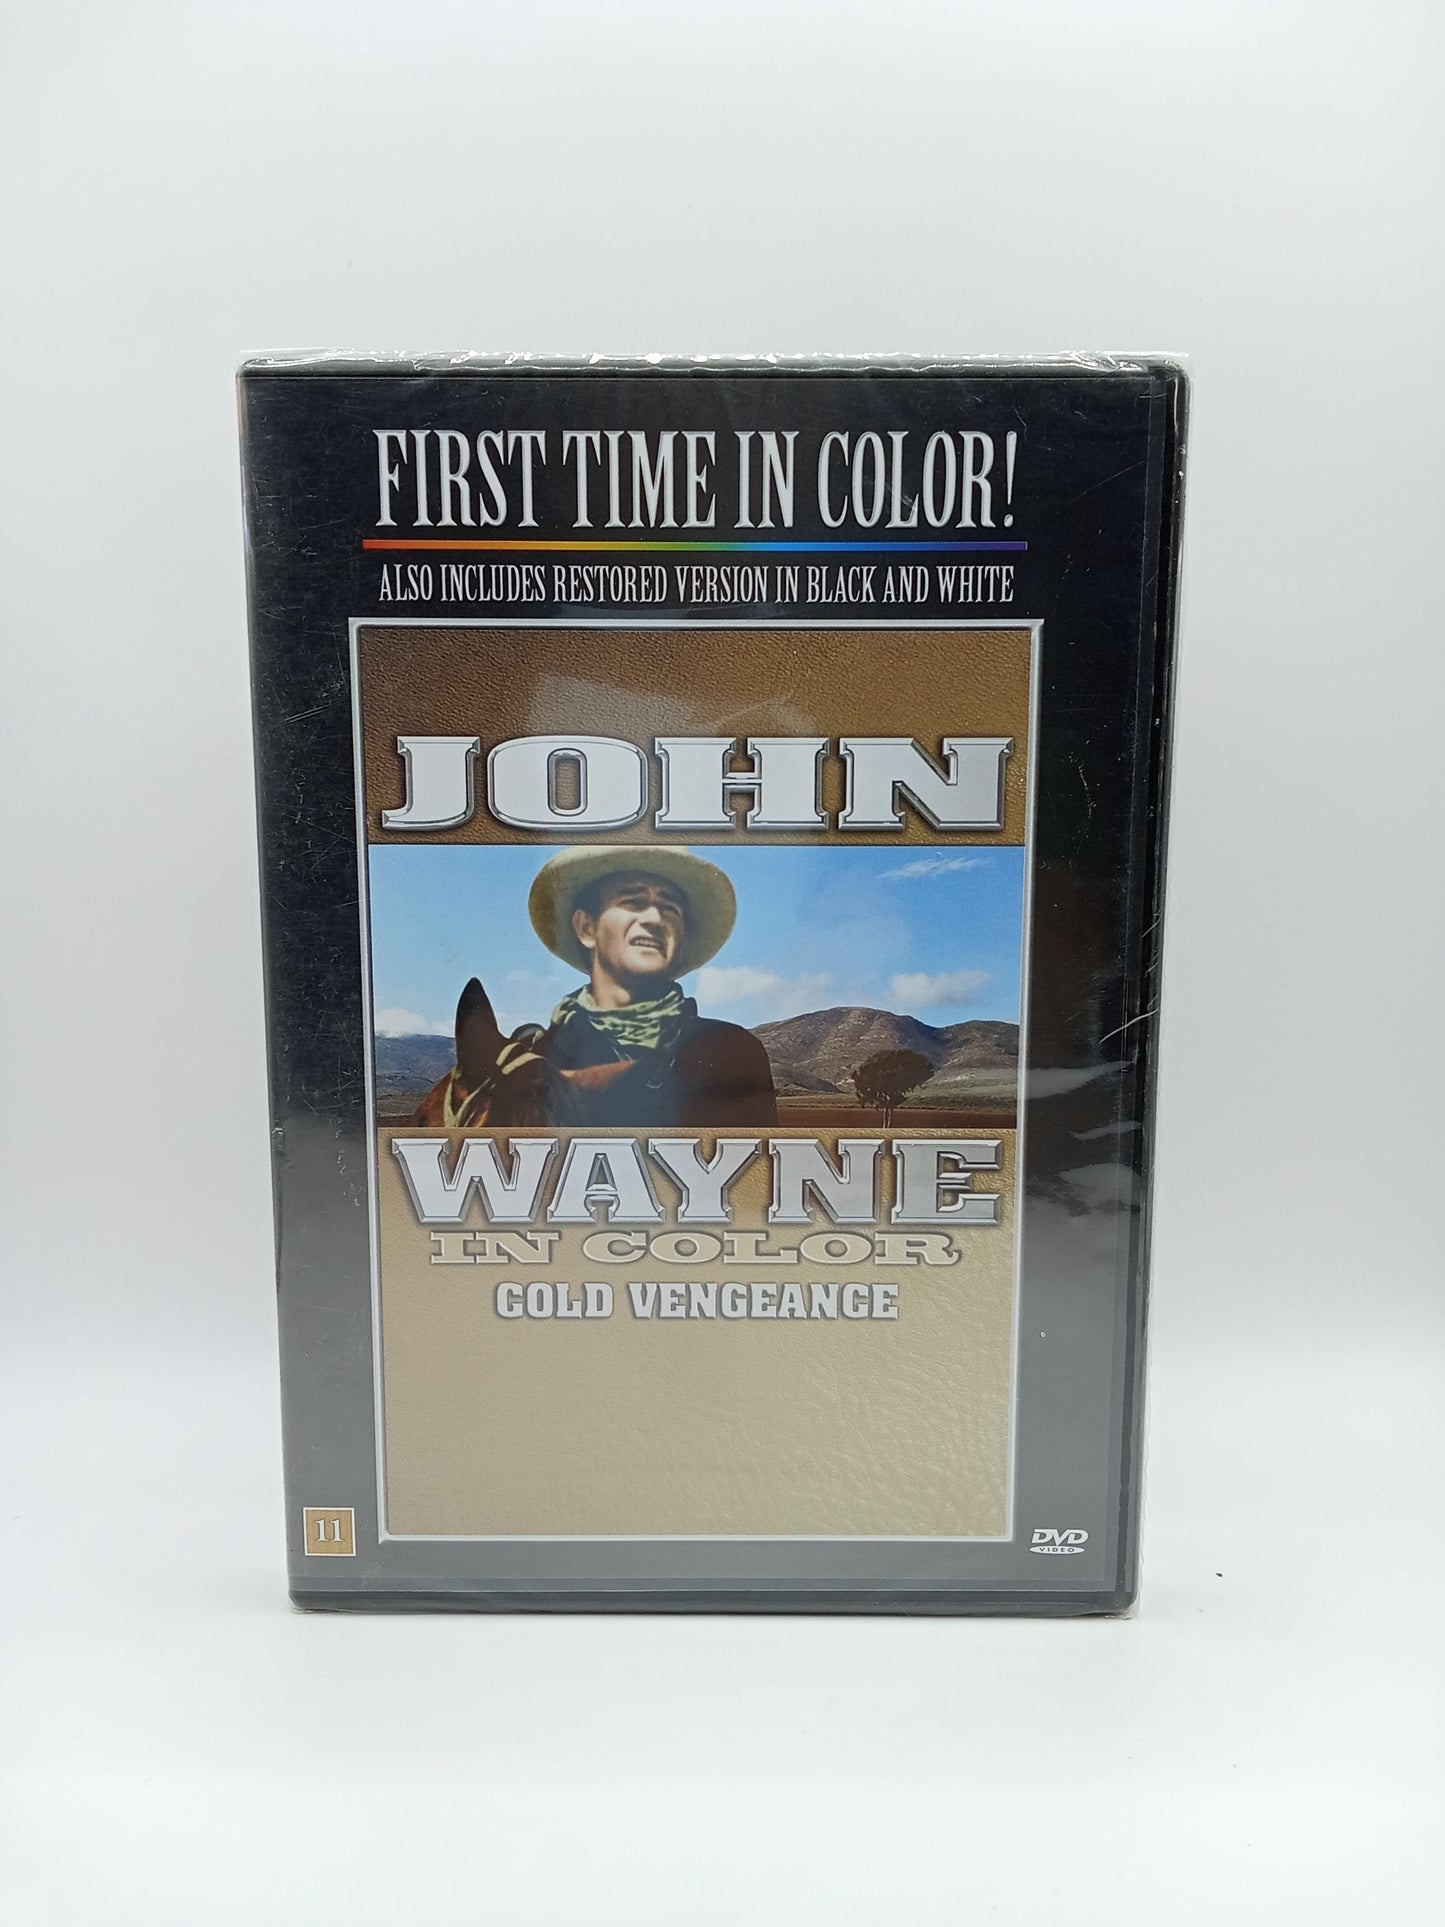 FIRST TIME IN COLOR!
ALSO INCLUDES RESTORED VERSION IN BLACK AND WHITE
JOHN
WAYNE
IN COLOR
COLD VENGEANCE
11
DVD
VIDEO